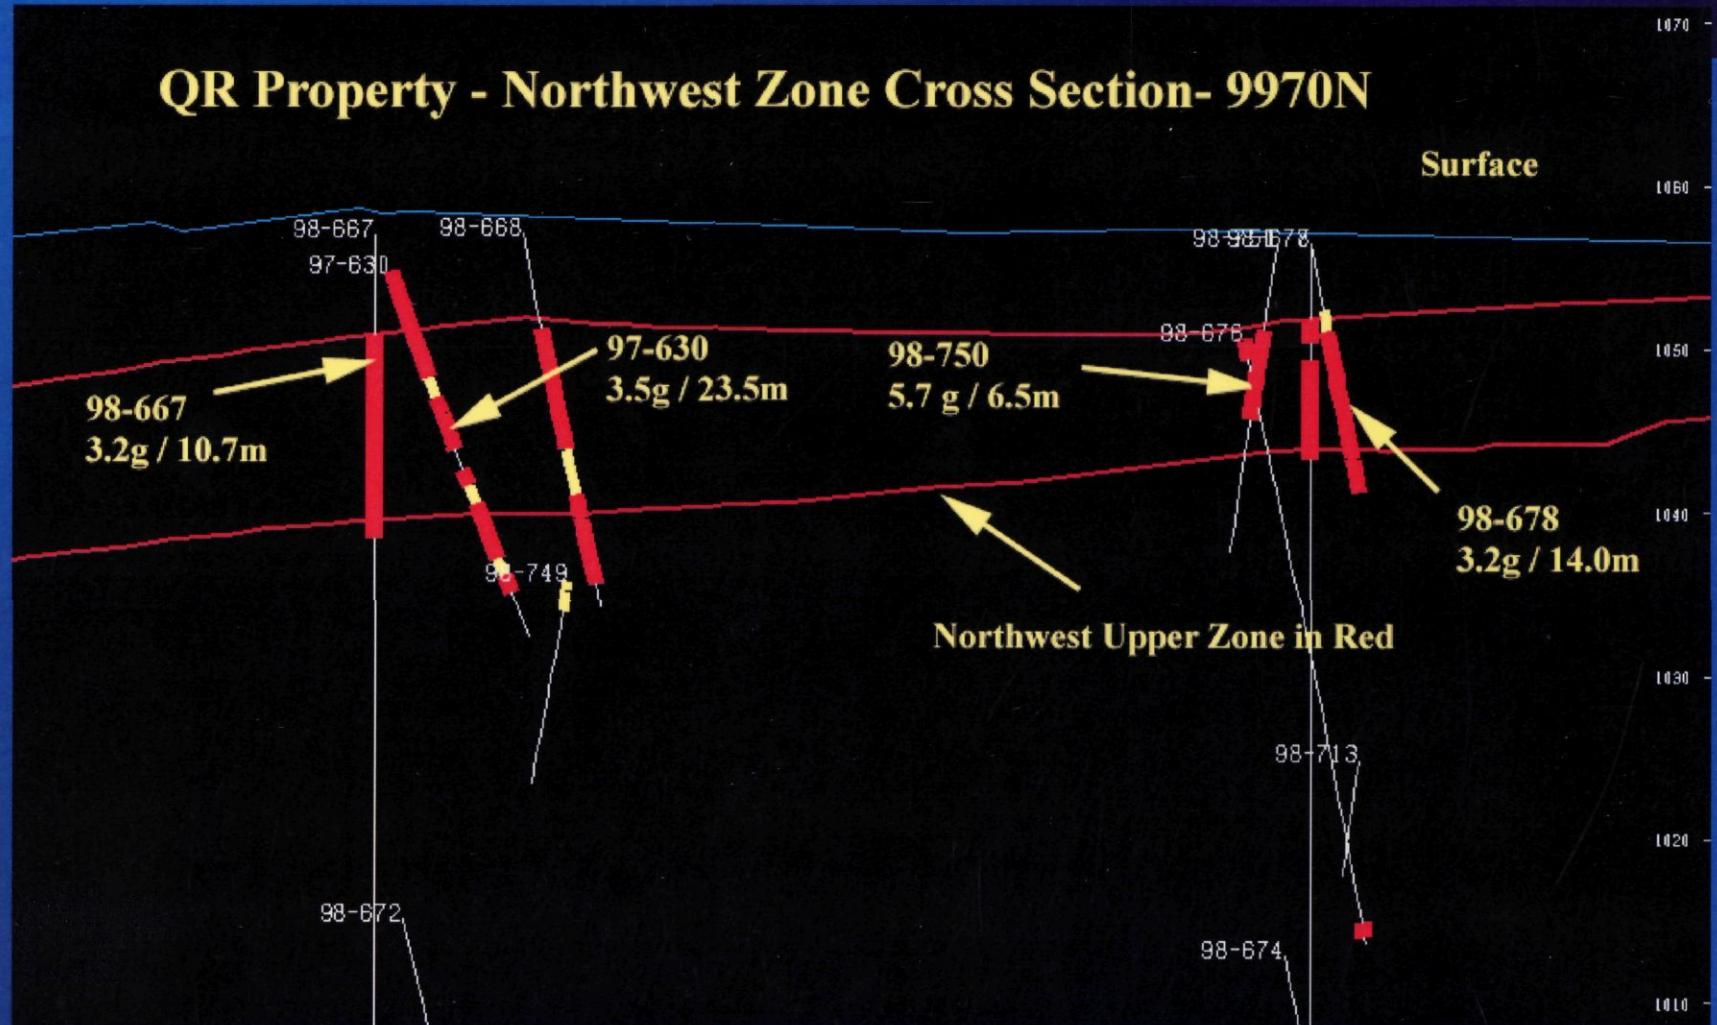 1070
QR Property - Northwest Zone Cross Section- 9970N
Surface
1060
98-667
98-668
97-630
98-676
1050
97-630
3.5g / 23.5m
98-750
5.7 g / 6.5m
98-667
3.2g / 10.7m
1040
98-678
3.2g / 14.0m
Northwest Upper Zone in Red
1030
98-713
1020
98-672
98-674
1010